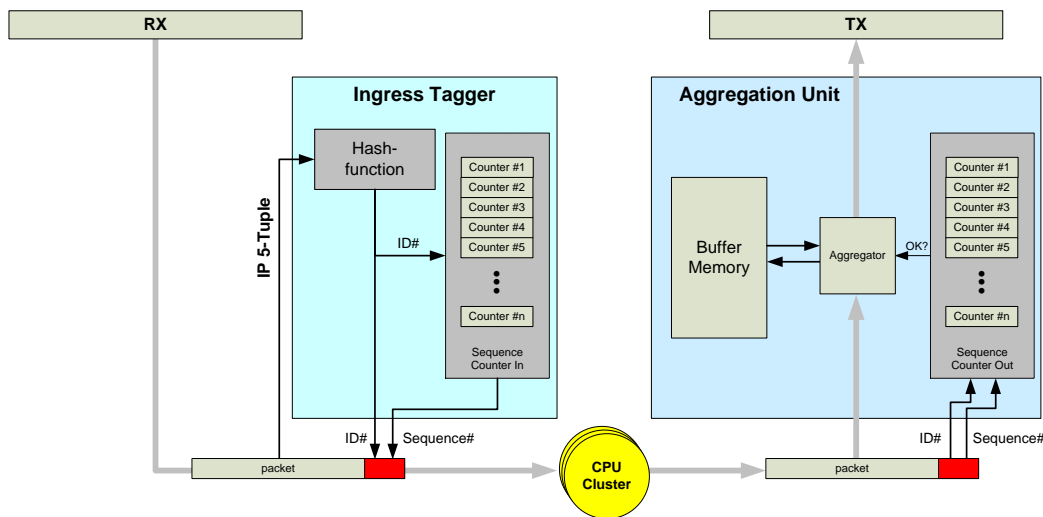 RX
TX
Ingress Tagger
Aggregation Unit
Hash-
function
Counter #1
Counter #2
Counter #3
Counter #4
Counter #5
Counter #n
Sequence
Counter In
IP 5-Tuple
ID#
ID#
Sequence#
packet
CPU
Cluster
Buffer
Memory
Aggregator
OK?
Counter #1
Counter #2
Counter #3
Counter #4
Counter #5
Counter #n
Sequence
Counter Out
ID#
Sequence#
packet